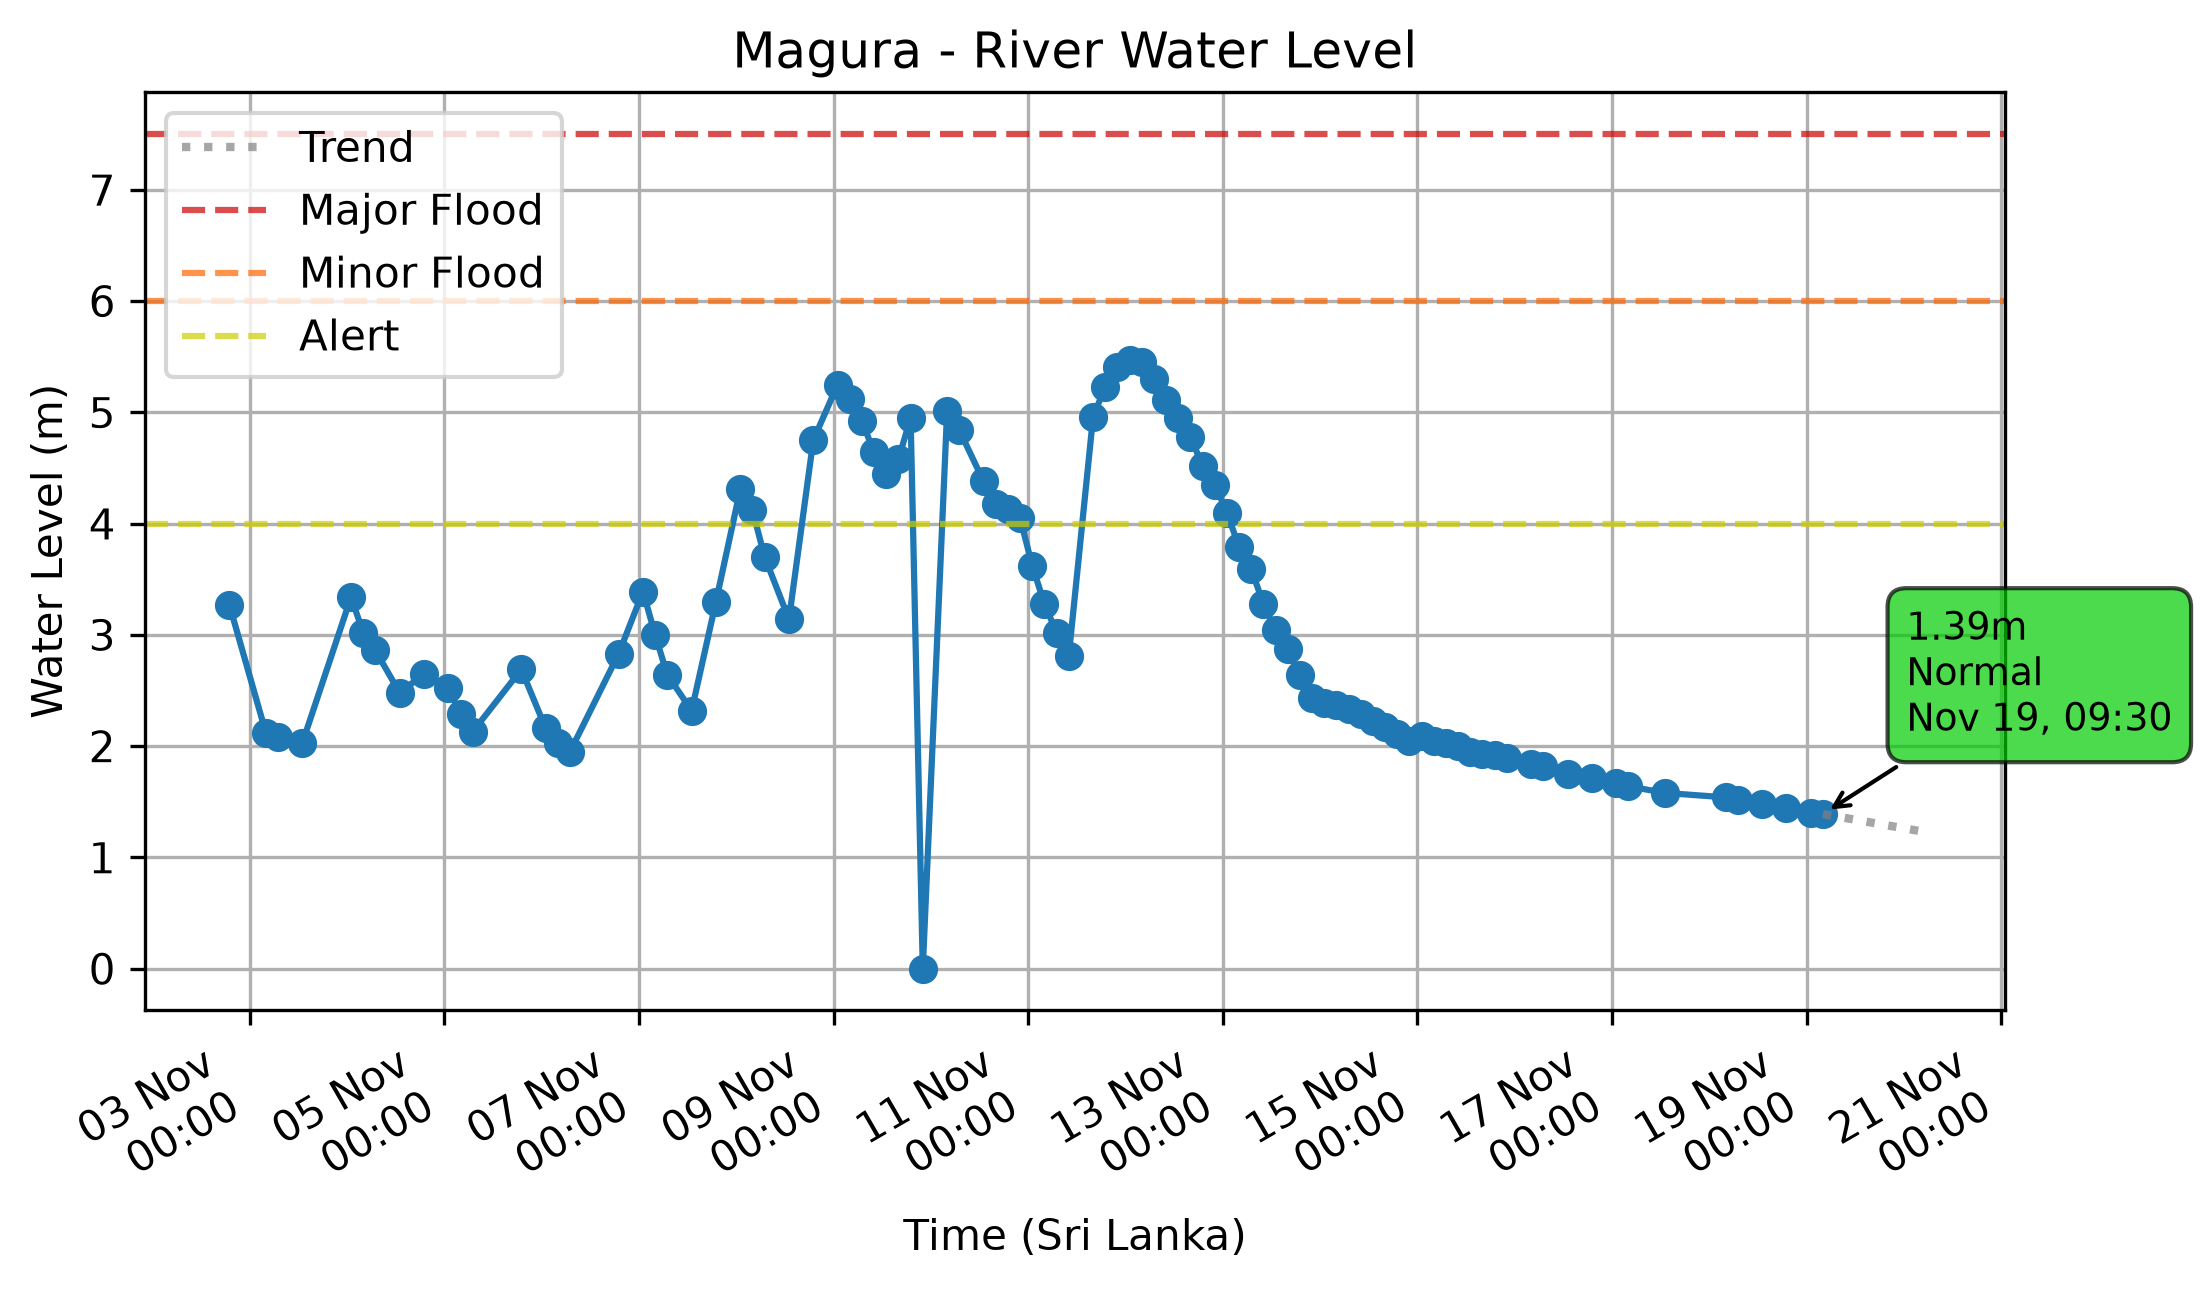 Magura - River Water Level
Trend
Major Flood
Minor Flood
Alert
Water Level (m)
7
6
5
4
3
2
1
0
1.39m
Normal
Nov 19, 09:30
03 Nov
00:00
05 Nov
00:00
07 Nov
00:00
09 Nov
00:00
11 Nov
00:00
13 Nov
00:00
15 Nov
00:00
17 Nov
00:00
19 Nov
00:00
21 Nov
00:00
Time (Sri Lanka)